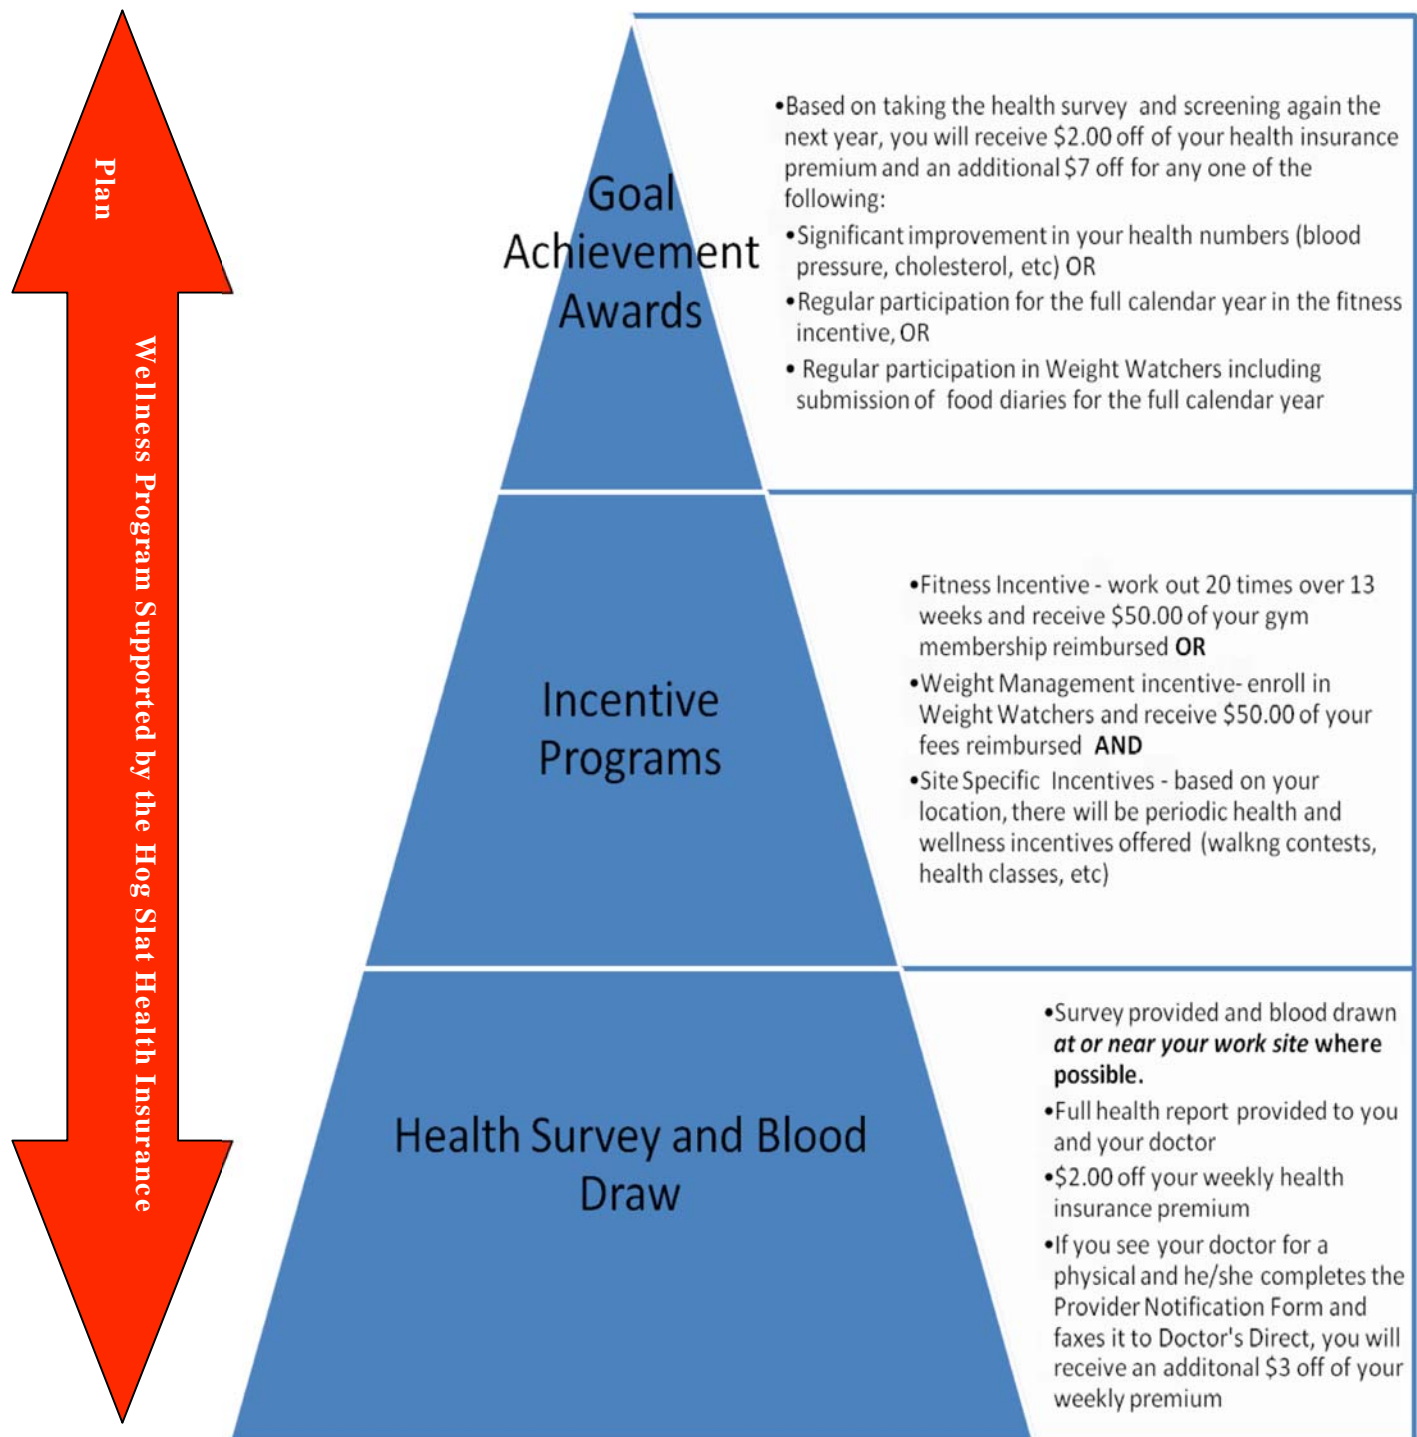 Plan
Wellness Program Supported by the Hog Slat Health Insurance
Goal
Achievement
Awards
•Based on taking the health survey and screening again the
next year, you will receive $2.00 off of your health insurance
premium and an additional $7 off for any one of the
following:
•Significant improvement in your health numbers (blood
pressure, cholesterol, etc) OR
•Regular participation for the full calendar year in the fitness
incentive, OR
• Regular participation in Weight Watchers including
submission of food diaries for the full calendar year
Incentive
Programs
•Fitness Incentive - work out 20 times over 13
weeks and receive $50.00 of your gym
membership reimbursed OR
•Weight Management incentive- enroll in
Weight Watchers and receive $50.00 of your
fees reimbursed AND
•Site Specific Incentives - based on your
location, there will be periodic health and
wellness incentives offered (walkng contests,
health classes, etc)
Health Survey and Blood
Draw
•Survey provided and blood drawn
at or near your work site where
possible.
•Full health report provided to you
and your doctor
•$2.00 off your weekly health
insurance premium
•If you see your doctor for a
physical and he/she completes the
Provider Notification Form and
faxes it to Doctor's Direct, you will
receive an additonal $3 off of your
weekly premium